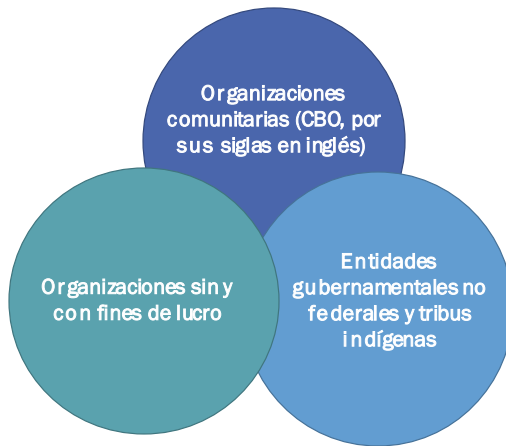 Organizaciones
comunitarias (CBO, por
sus siglas en inglés)
Organizaciones sin y
con fines de lucro
Entidades
gubernamentales no
federales y tribus
indígenas